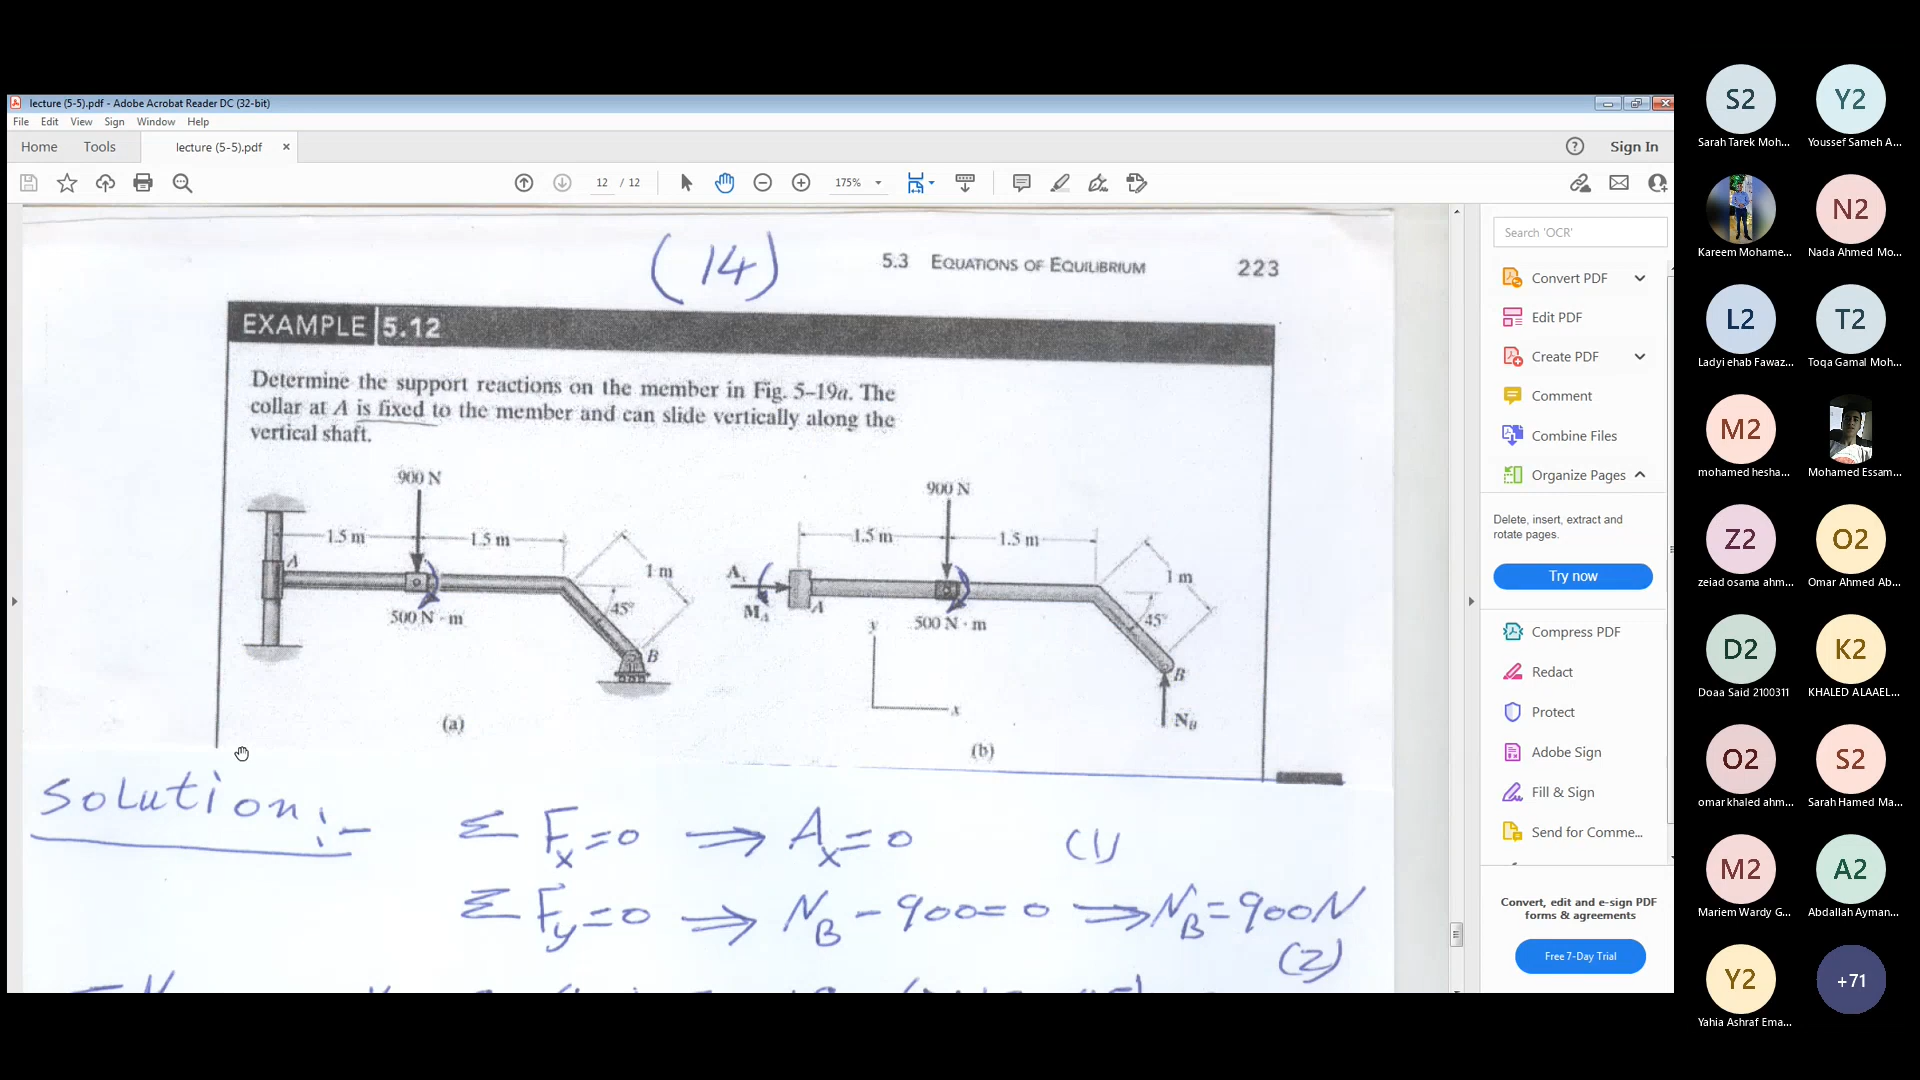 lecture (5-5).pdf - Adobe Acrobat Reader DC (32-bit)
File Edit View Sign Window Help
Home Tools lecture (5-5).pdf × Sign In
12 / 12 175%
(14)
5.3 EQUATIONS OF EQUILIBRIUM 223
EXAMPLE 5.12
Determine the support reactions on the member in Fig. 5–19a. The
collar at A is fixed to the member and can slide vertically along the
vertical shaft.
900 N
1.5 m 1.5 m
A
1 m
500 N · m
45°
B
(a)
900 N
1.5 m 1.5 m
Ax
MA
A
1 m
500 N · m
45°
y
x
B
NB
(b)
Solution:-
Σ Fx = 0 ⟹ Ax = 0 (1)
Σ Fy = 0 ⟹ NB - 900 = 0 ⟹ NB = 900 N
(2)
Search 'OCR'
Convert PDF
Edit PDF
Create PDF
Comment
Combine Files
Organize Pages
Delete, insert, extract and
rotate pages.
Try now
Compress PDF
Redact
Protect
Adobe Sign
Fill & Sign
Send for Comme...
Convert, edit and e-sign PDF
forms & agreements
Free 7-Day Trial
S2 Y2
Sarah Tarek Moh... Youssef Sameh A...
N2
Kareem Mohame... Nada Ahmed Mo...
L2 T2
Ladyi ehab Fawaz... Toqa Gamal Moh...
M2
mohamed hesha... Mohamed Essam...
Z2 O2
zeiad osama ahm... Omar Ahmed Ab...
D2 K2
Doaa Said 2100311 KHALED ALAAEL...
O2 S2
omar khaled ahm... Sarah Hamed Ma...
M2 A2
Mariem Wardy G... Abdallah Ayman...
Y2 +71
Yahia Ashraf Ema...